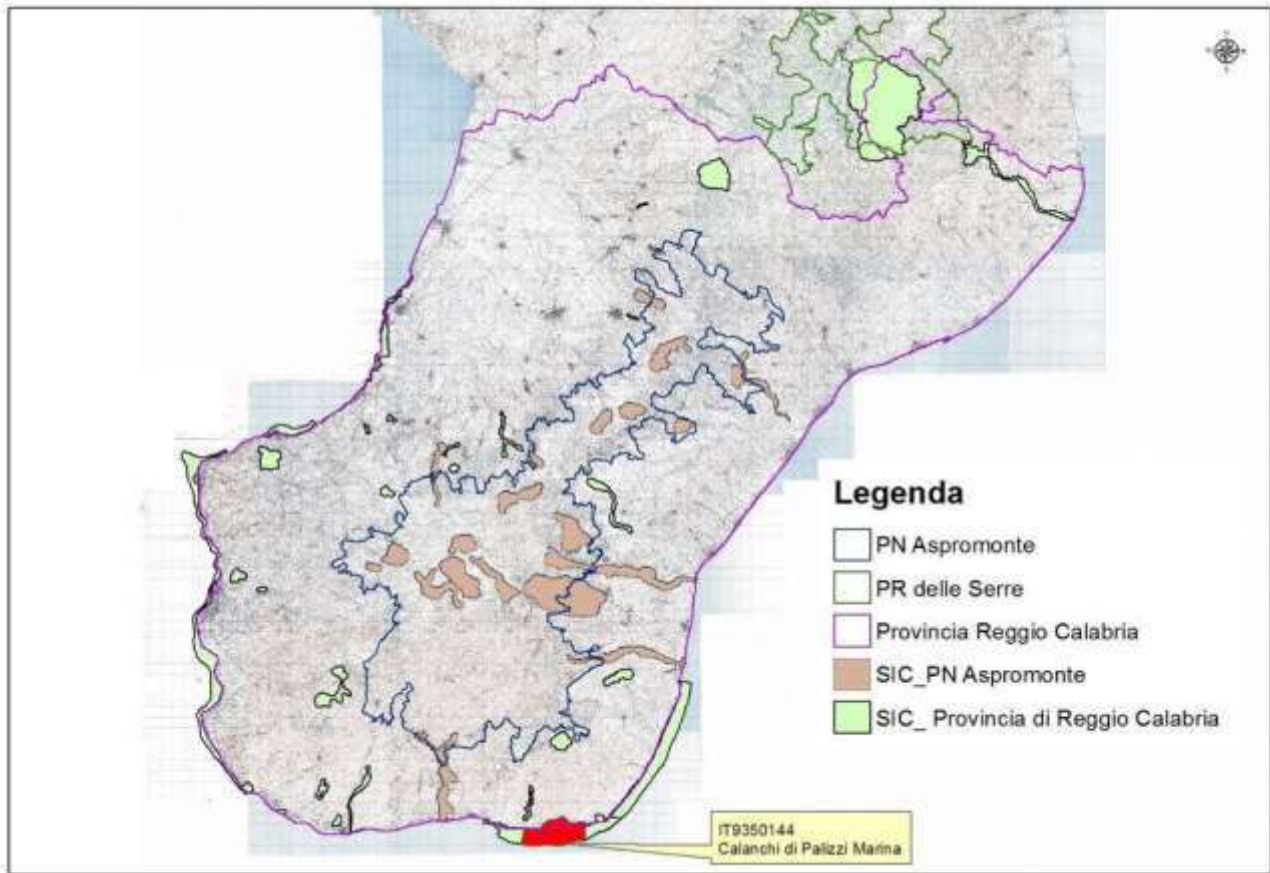 Legenda
PN Aspromonte
PR delle Serre
Provincia Reggio Calabria
SIC_PN Aspromonte
SIC_ Provincia di Reggio Calabria
IT9350144
Calanchi di Palizzi Marina